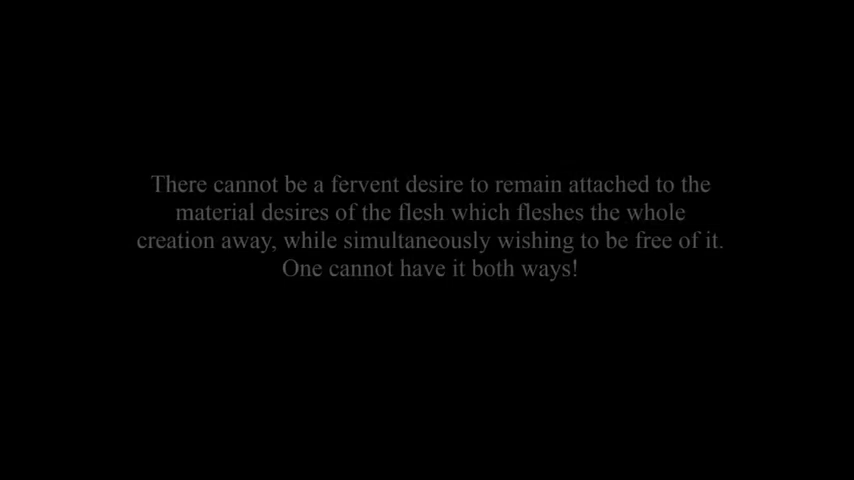 There cannot be a fervent desire to remain attached to the
material desires of the flesh which fleshes the whole
creation away, while simultaneously wishing to be free of it.
One cannot have it both ways!